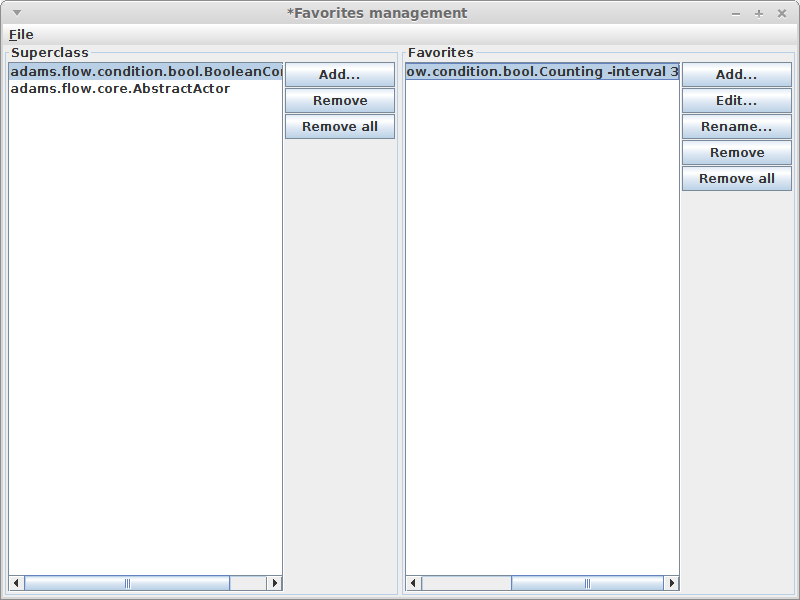 *Favorites management
File
Superclass
adams.flow.condition.bool.BooleanCo
adams.flow.core.AbstractActor
Add...
Remove
Remove all
Favorites
ow.condition.bool.Counting -interval 3
Add...
Edit...
Rename...
Remove
Remove all